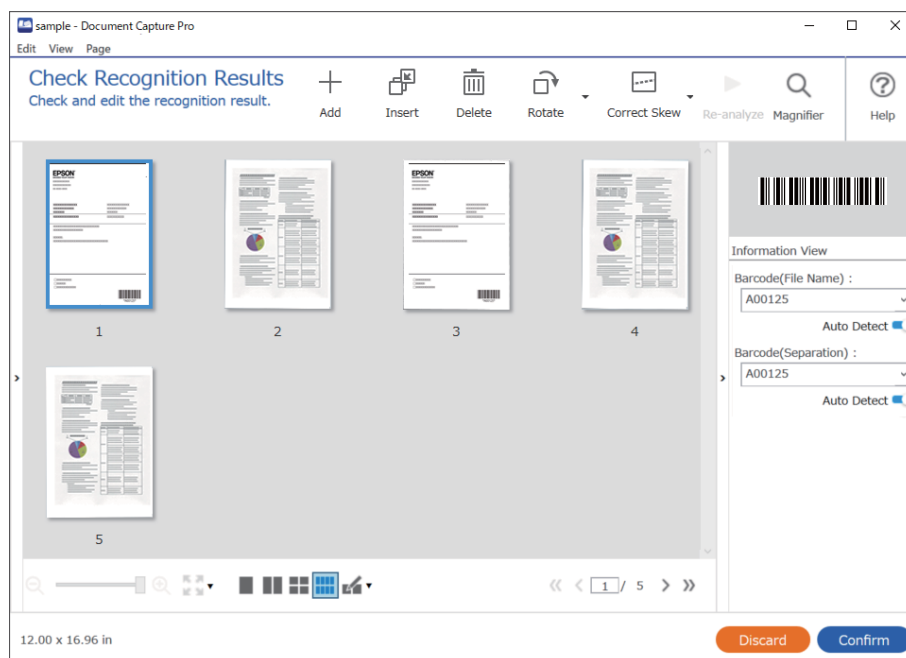 sample - Document Capture Pro
Edit View Page
Check Recognition Results
Check and edit the recognition result.
Add
Insert
Delete
Rotate
Correct Skew
Re-analyze
Magnifier
Help
EPSON
EPSON
1
2
3
4
5
Information View
Barcode(File Name) :
A00125
Auto Detect
Barcode(Separation) :
A00125
Auto Detect
1 / 5
12.00 x 16.96 in
Discard
Confirm